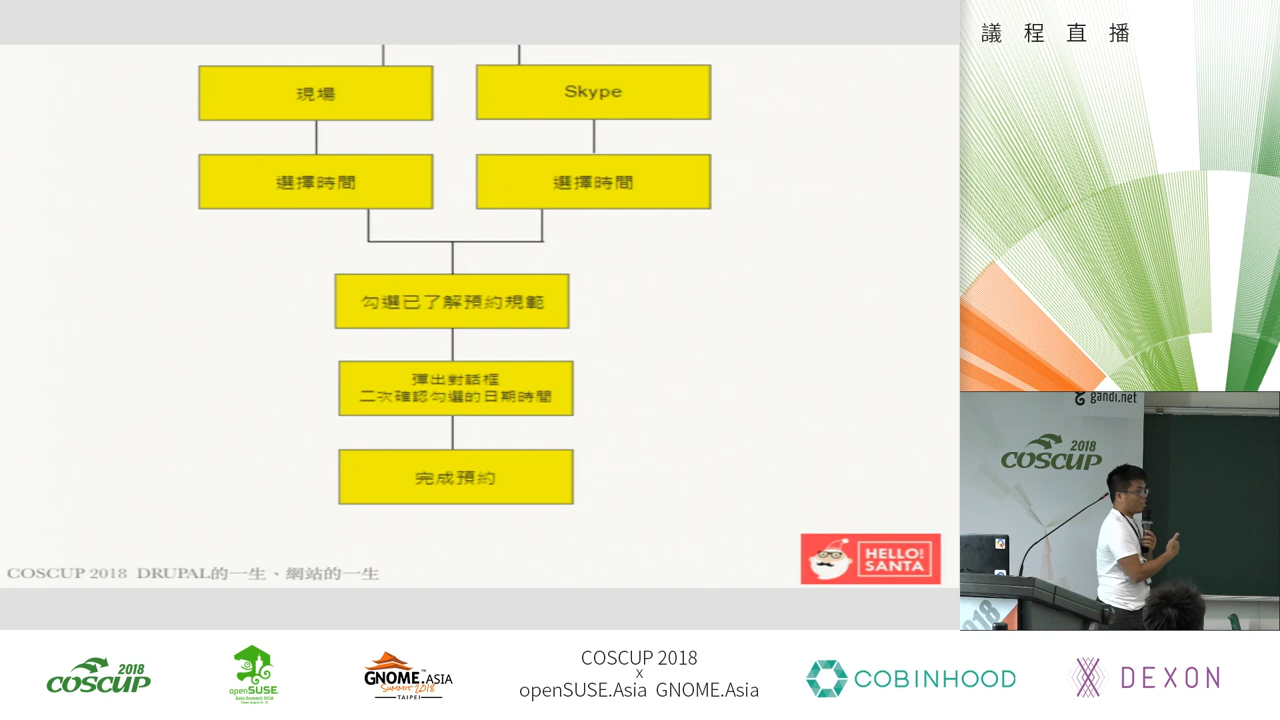 議程直播
現場
Skype
選擇時間
選擇時間
勾選已了解預約規範
彈出對話框
二次確認勾選的日期時間
完成預約
HELLO
SANTA
COSCUP 2018 DRUPAL的一生、網站的一生
gandi.net
2018
COSCUP
2018
2018
COSCUP
openSUSE
GNOME.ASIA
SUMMIT 2018
TAIPEI
COSCUP 2018
x
openSUSE.Asia GNOME.Asia
COBINHOOD
DEXON